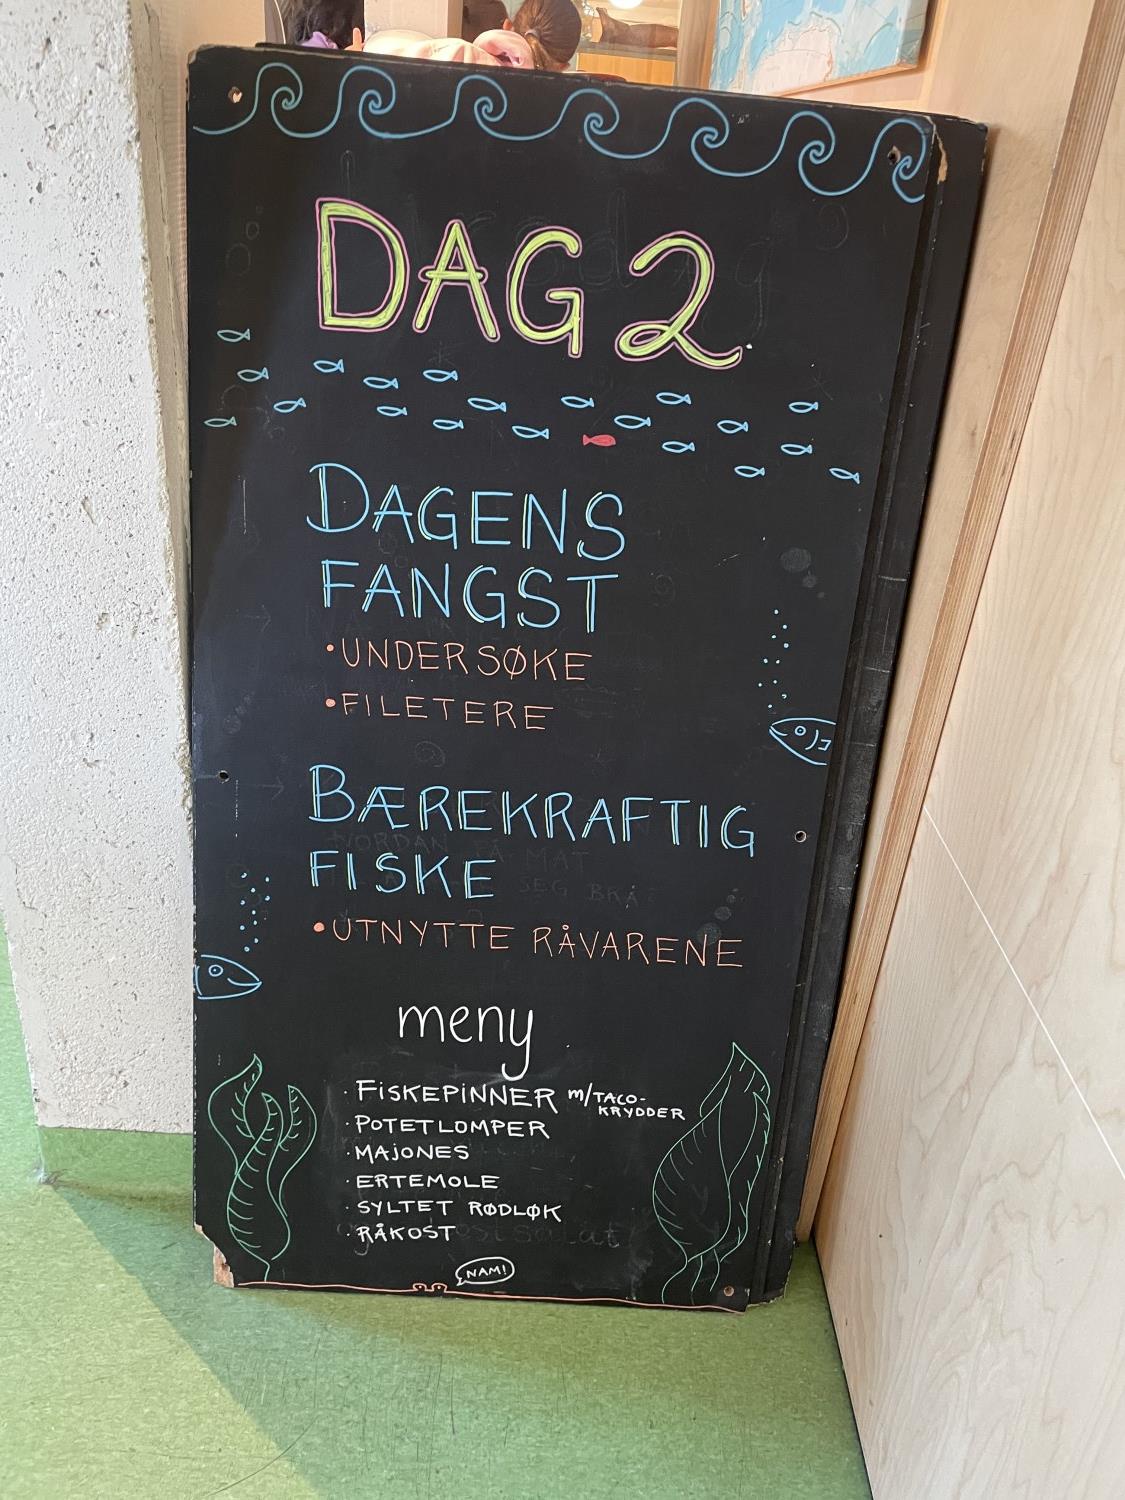 DAG 2
DAGENS
FANGST
• UNDERSØKE
• FILETERE
BÆREKRAFTIG
FISKE
• UTNYTTE RÅVARENE
meny
· FISKEPINNER m/TACO-
KRYDDER
· POTETLOMPER
· MAJONES
· ERTEMOLE
· SYLTET RØDLØK
· RÅKOST
NAM!